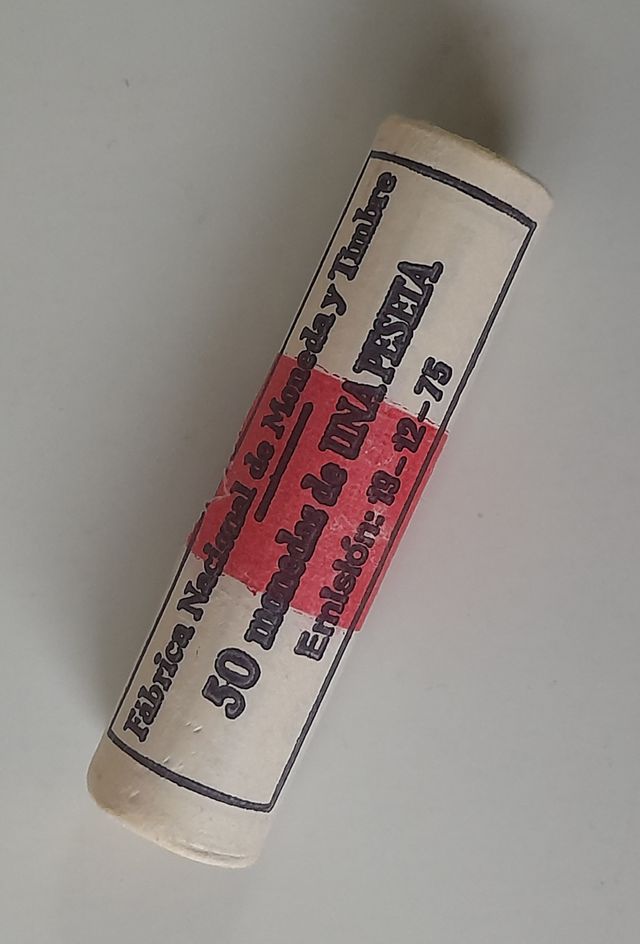 Fábrica Nacional de Moneda y Timbre
50 monedas de UNA PESETA
Emisión: 19-12-75